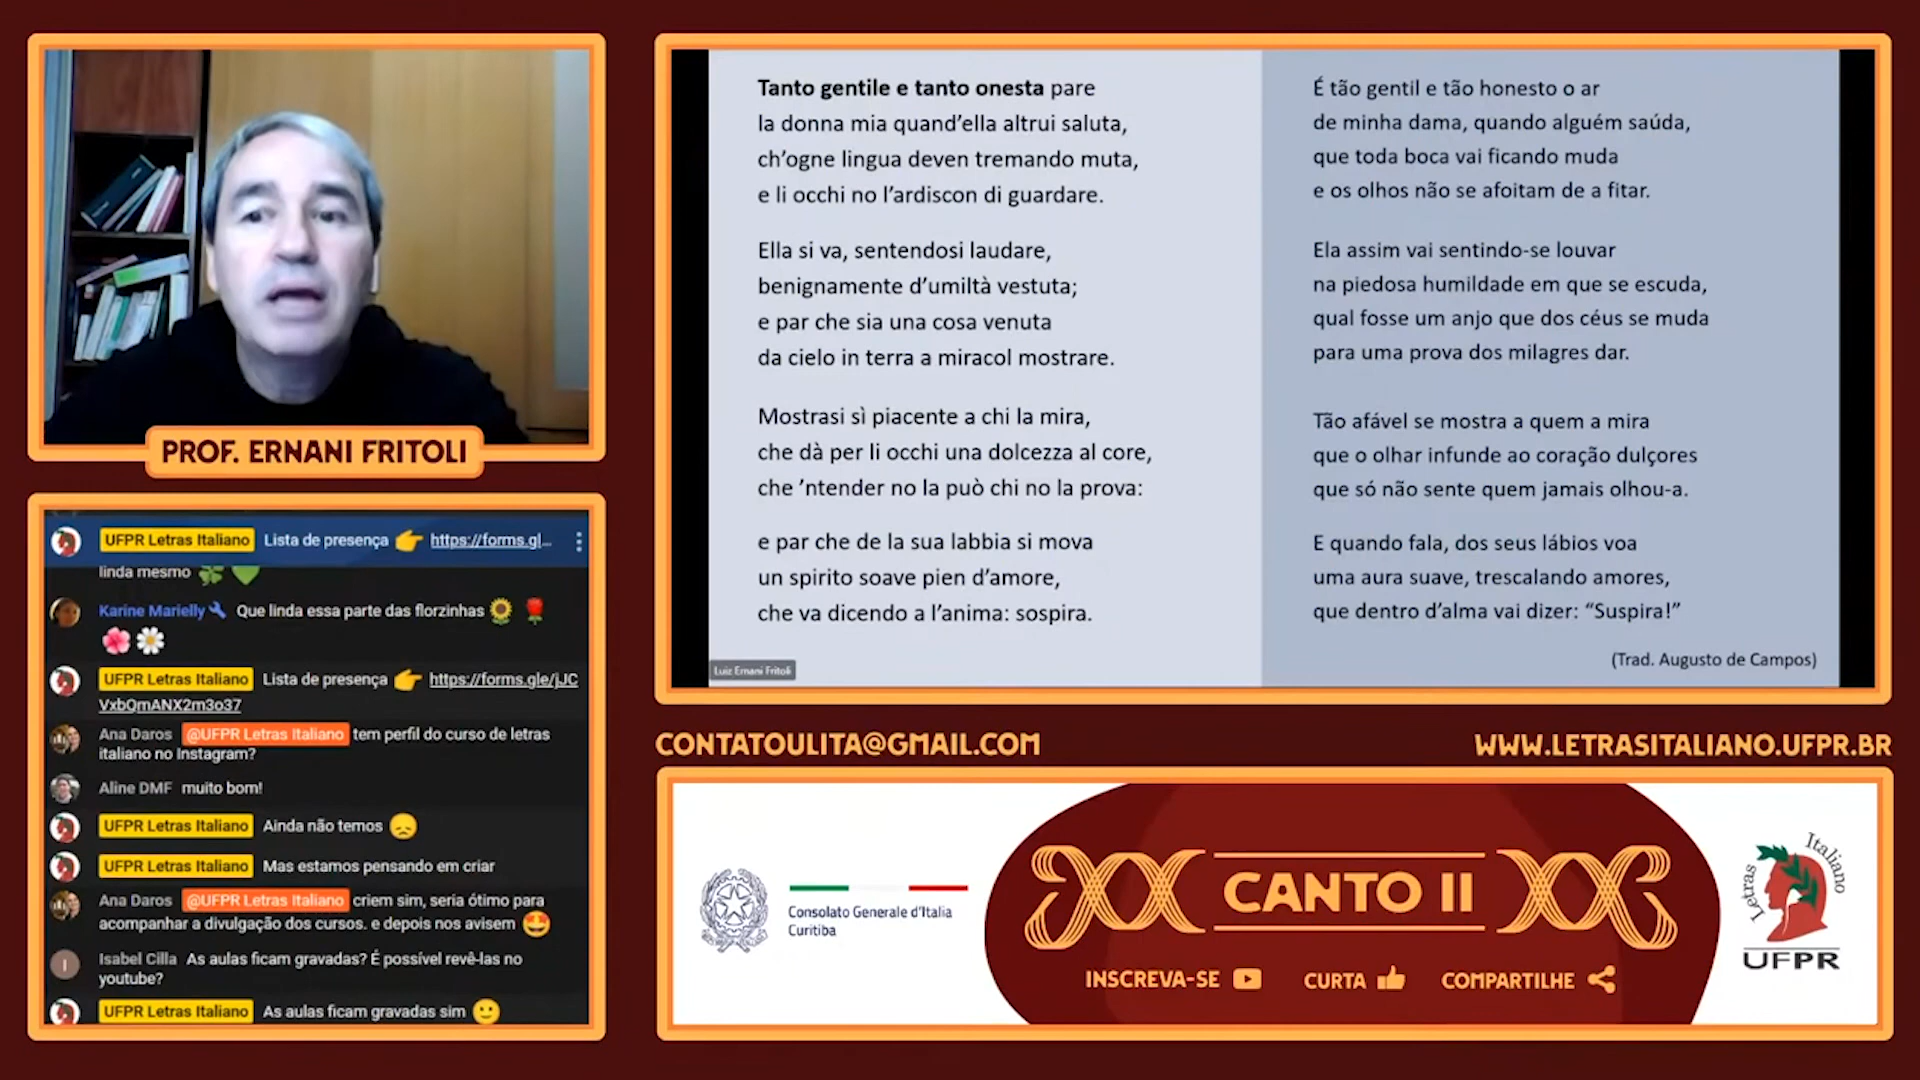 PROF. ERNANI FRITOLI
UFPR Letras Italiano Lista de presença https://forms.gl...
linda mesmo
Karine Marielly Que linda essa parte das florzinhas
UFPR Letras Italiano Lista de presença https://forms.gle/jJC
VxbQmANX2m3o37
Ana Daros @UFPR Letras Italiano tem perfil do curso de letras
italiano no Instagram?
Aline DMF muito bom!
UFPR Letras Italiano Ainda não temos
UFPR Letras Italiano Mas estamos pensando em criar
Ana Daros @UFPR Letras Italiano criem sim, seria ótimo para
acompanhar a divulgação dos cursos. e depois nos avisem
I
Isabel Cilla As aulas ficam gravadas? É possível revê-las no
youtube?
UFPR Letras Italiano As aulas ficam gravadas sim
Tanto gentile e tanto onesta pare
la donna mia quand'ella altrui saluta,
ch'ogne lingua deven tremando muta,
e li occhi no l'ardiscon di guardare.
Ella si va, sentendosi laudare,
benignamente d'umiltà vestuta;
e par che sia una cosa venuta
da cielo in terra a miracol mostrare.
Mostrasi sì piacente a chi la mira,
che dà per li occhi una dolcezza al core,
che 'ntender no la può chi no la prova:
e par che de la sua labbia si mova
un spirito soave pien d'amore,
che va dicendo a l'anima: sospira.
Luiz Ernani Fritoli
É tão gentil e tão honesto o ar
de minha dama, quando alguém saúda,
que toda boca vai ficando muda
e os olhos não se afoitam de a fitar.
Ela assim vai sentindo-se louvar
na piedosa humildade em que se escuda,
qual fosse um anjo que dos céus se muda
para uma prova dos milagres dar.
Tão afável se mostra a quem a mira
que o olhar infunde ao coração dulçores
que só não sente quem jamais olhou-a.
E quando fala, dos seus lábios voa
uma aura suave, trescalando amores,
que dentro d'alma vai dizer: "Suspira!"
(Trad. Augusto de Campos)
CONTATOULITA@GMAIL.COM
WWW.LETRASITALIANO.UFPR.BR
Consolato Generale d'Italia
Curitiba
CANTO II
INSCREVA-SE
CURTA
COMPARTILHE
Letras Italiano
UFPR